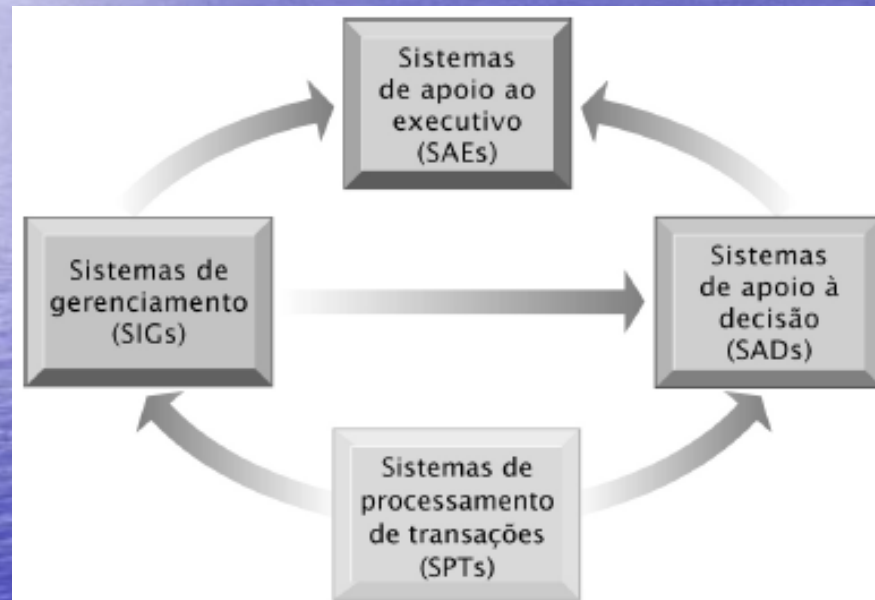 Sistemas
de apoio ao
executivo
(SAEs)
Sistemas de
gerenciamento
(SIGs)
Sistemas
de apoio à
decisão
(SADs)
Sistemas de
processamento
de transações
(SPTs)